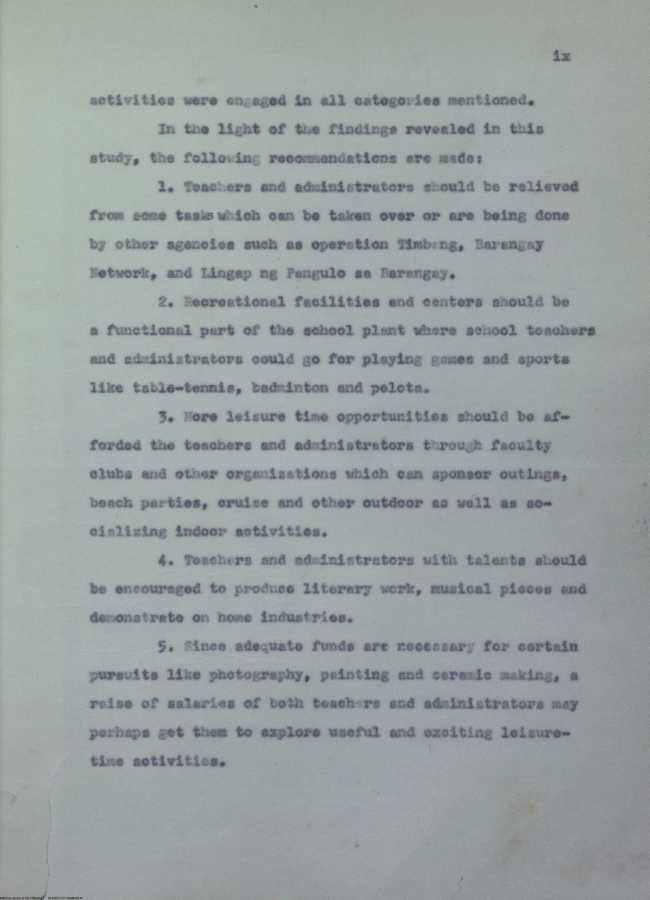 ix
activities were engaged in all categories mentioned.
In the light of the findings revealed in this
study, the following recommendations are made:
1. Teachers and administrators should be relieved
from some tasks which can be taken over or are being done
by other agencies such as operation Timbang, Barangay
Network, and Lingap ng Pangulo sa Barangay.
2. Recreational facilities and centers should be
a functional part of the school plant where school teachers
and administrators could go for playing games and sports
like table-tennis, badminton and pelota.
3. More leisure time opportunities should be af-
forded the teachers and administrators through faculty
clubs and other organizations which can sponsor outings,
beach parties, cruise and other outdoor as well as so-
cializing indoor activities.
4. Teachers and administrators with talents should
be encouraged to produce literary work, musical pieces and
demonstrate on home industries.
5. Since adequate funds are necessary for certain
pursuits like photography, painting and ceramic making, a
raise of salaries of both teachers and administrators may
perhaps get them to explore useful and exciting leisure-
time activities.